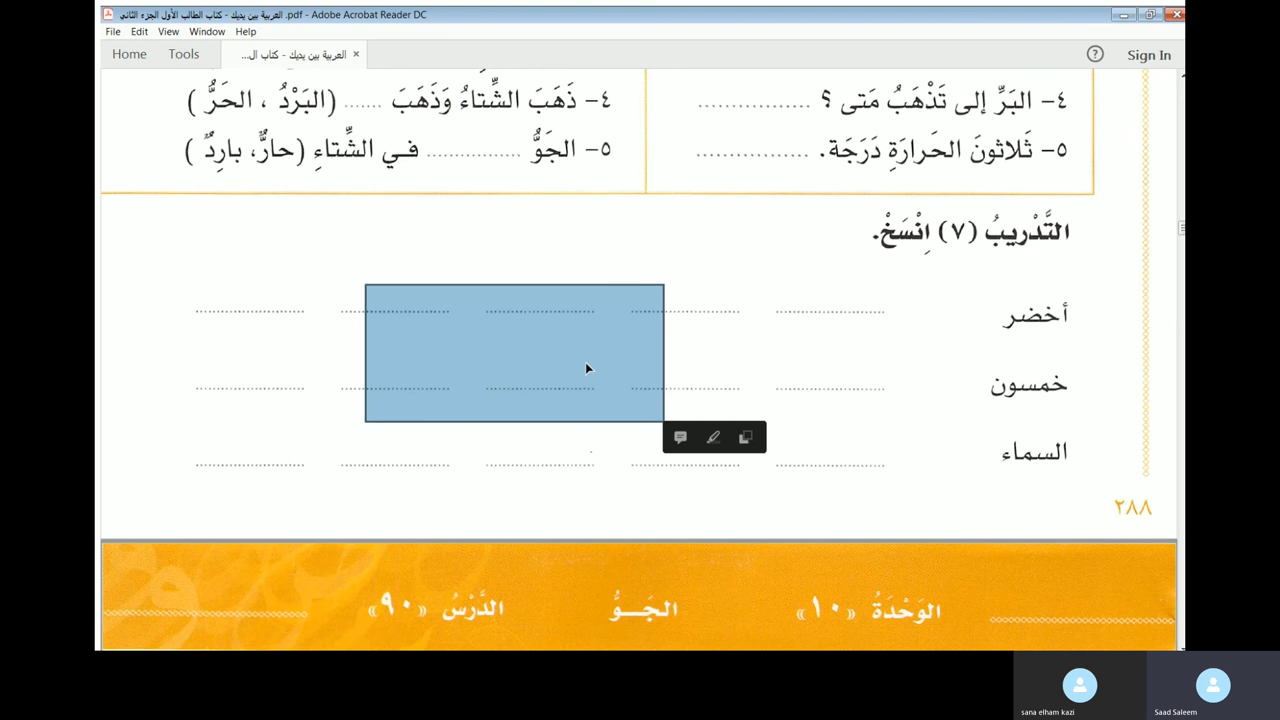 العربية بين يديك - كتاب الطالب الأول الجزء الثاني .pdf - Adobe Acrobat Reader DC
File Edit View Window Help
Home Tools العربية بين يديك - كتاب ال... × ? Sign In
٤- البَرِّ إلى تَذْهَبُ مَتى ؟ ................
٥- ثَلاثونَ الحَرارَةِ دَرَجَة. ................
٤- ذَهَبَ الشِّتاءُ وَذَهَبَ ...... (البَرْدُ ، الحَرُّ )
٥- الجَوُّ .............. في الشِّتاءِ (حارٌّ، بارِدٌ )
التَّدْريبُ (٧) اِنْسَخْ.
أخضر ................ ................ ................ ................ ................
خمسون ................ ................ ................ ................ ................
السماء ................ ................ ................ ................ ................
٢٨٨
الوَحْدَةُ «١٠» الجَـــوُّ الدَّرْسُ «٩٠»
sana elham kazi
Saad Saleem